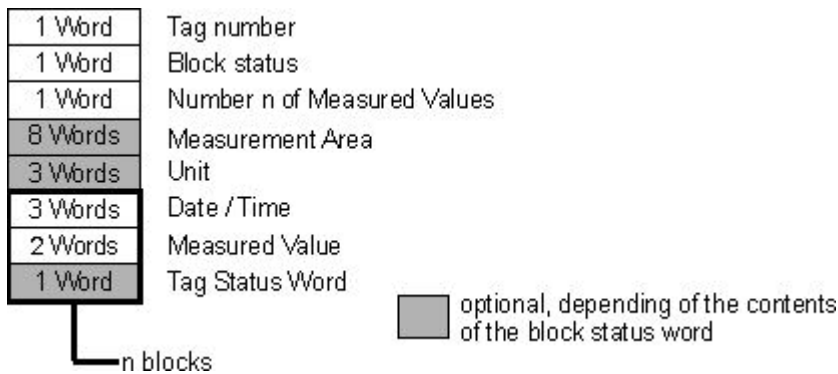 1 Word Tag number
1 Word Block status
1 Word Number n of Measured Values
8 Words Measurement Area
3 Words Unit
3 Words Date / Time
2 Words Measured Value
1 Word Tag Status Word
optional, depending of the contents
of the block status word
n blocks